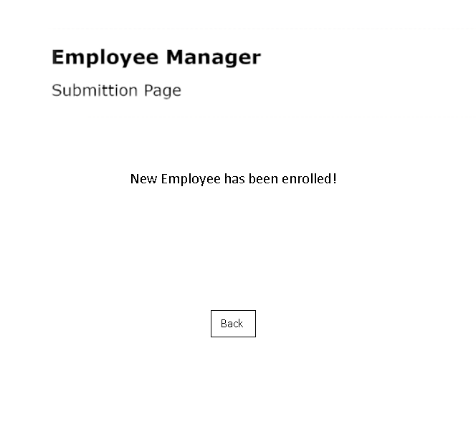 Employee Manager
Submittion Page
New Employee has been enrolled!
Back